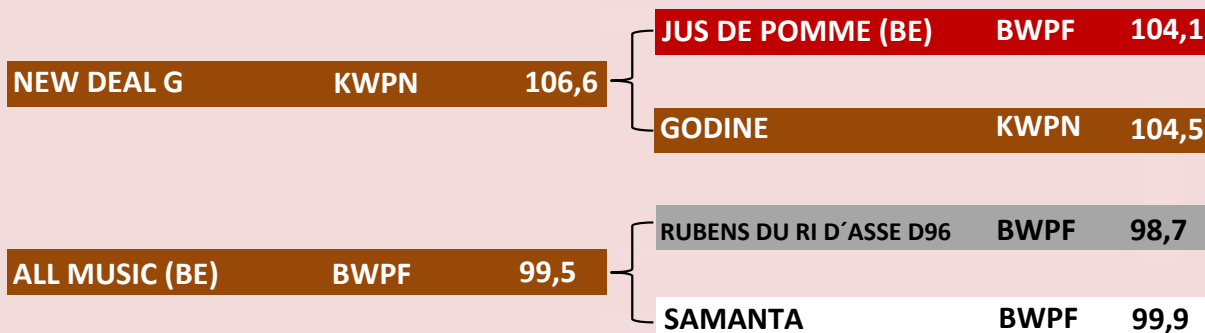 JUS DE POMME (BE) BWPF 104,1
NEW DEAL G KWPN 106,6
GODINE KWPN 104,5
RUBENS DU RI D´ASSE D96 BWPF 98,7
ALL MUSIC (BE) BWPF 99,5
SAMANTA BWPF 99,9